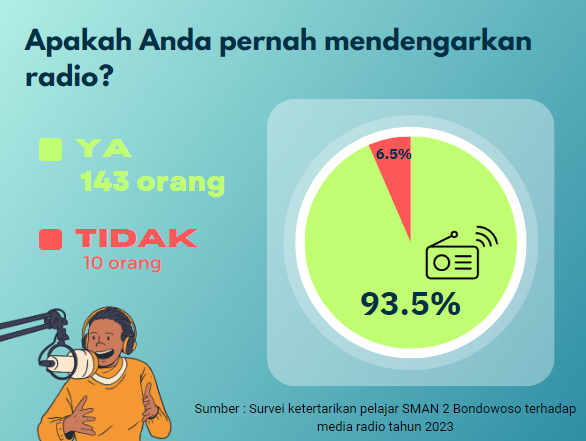 Apakah Anda pernah mendengarkan
radio?
YA
143 orang
TIDAK
10 orang
6.5%
93.5%
Sumber : Survei ketertarikan pelajar SMAN 2 Bondowoso terhadap
media radio tahun 2023